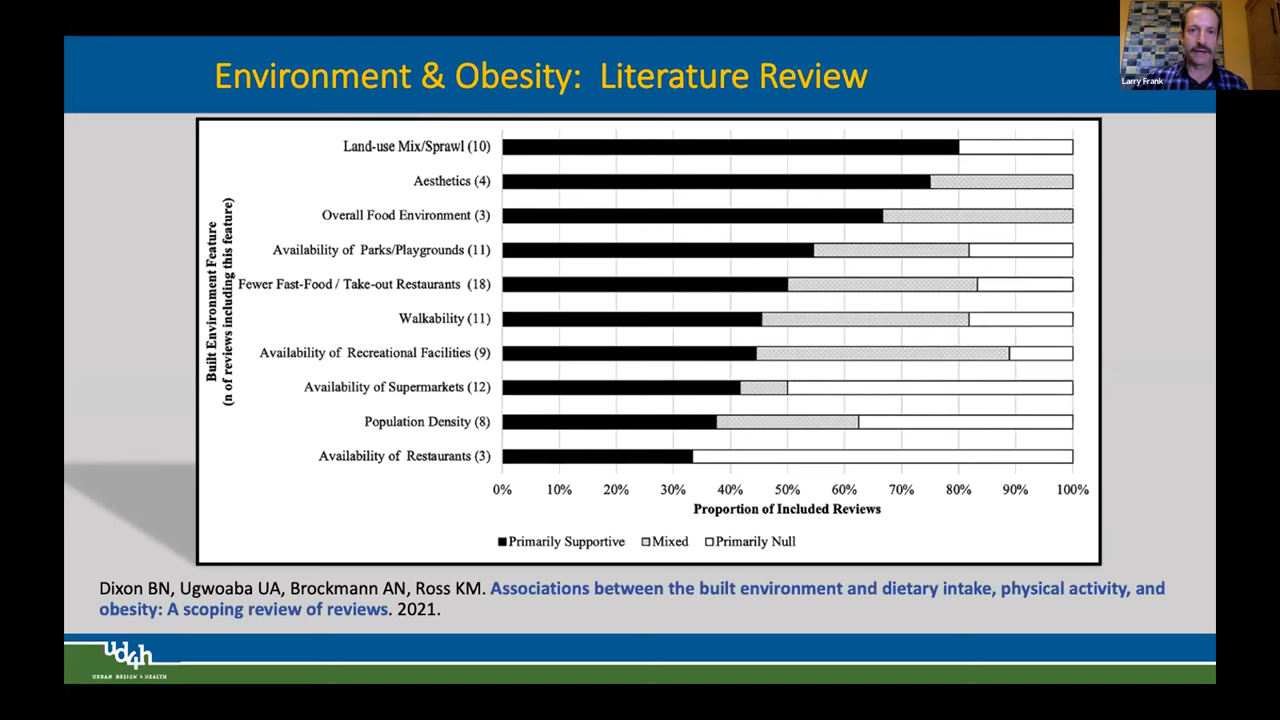 Larry Frank
Environment & Obesity: Literature Review
Built Environment Feature
(n of reviews including this feature)
Land-use Mix/Sprawl (10)
Aesthetics (4)
Overall Food Environment (3)
Availability of Parks/Playgrounds (11)
Fewer Fast-Food / Take-out Restaurants (18)
Walkability (11)
Availability of Recreational Facilities (9)
Availability of Supermarkets (12)
Population Density (8)
Availability of Restaurants (3)
0% 10% 20% 30% 40% 50% 60% 70% 80% 90% 100%
Proportion of Included Reviews
Primarily Supportive Mixed Primarily Null
Dixon BN, Ugwoaba UA, Brockmann AN, Ross KM. Associations between the built environment and dietary intake, physical activity, and
obesity: A scoping review of reviews. 2021.
ud4h
URBAN DESIGN 4 HEALTH